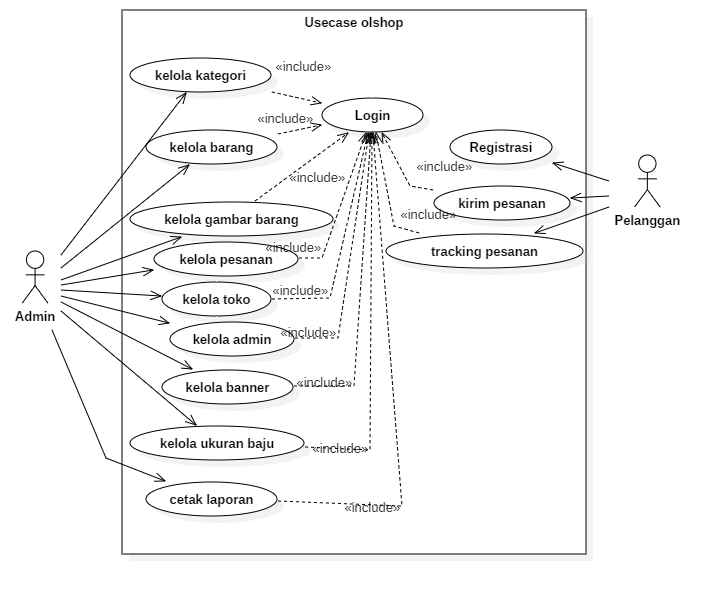 Usecase olshop
kelola kategori
«include»
Login
«include»
kelola barang
Registrasi
«include»
«include»
kirim pesanan
Pelanggan
kelola gambar barang
«include»
tracking pesanan
kelola pesanan
«include»
kelola toko
«include»
Admin
kelola admin
«include»
kelola banner
«include»
kelola ukuran baju
«include»
cetak laporan
«include»